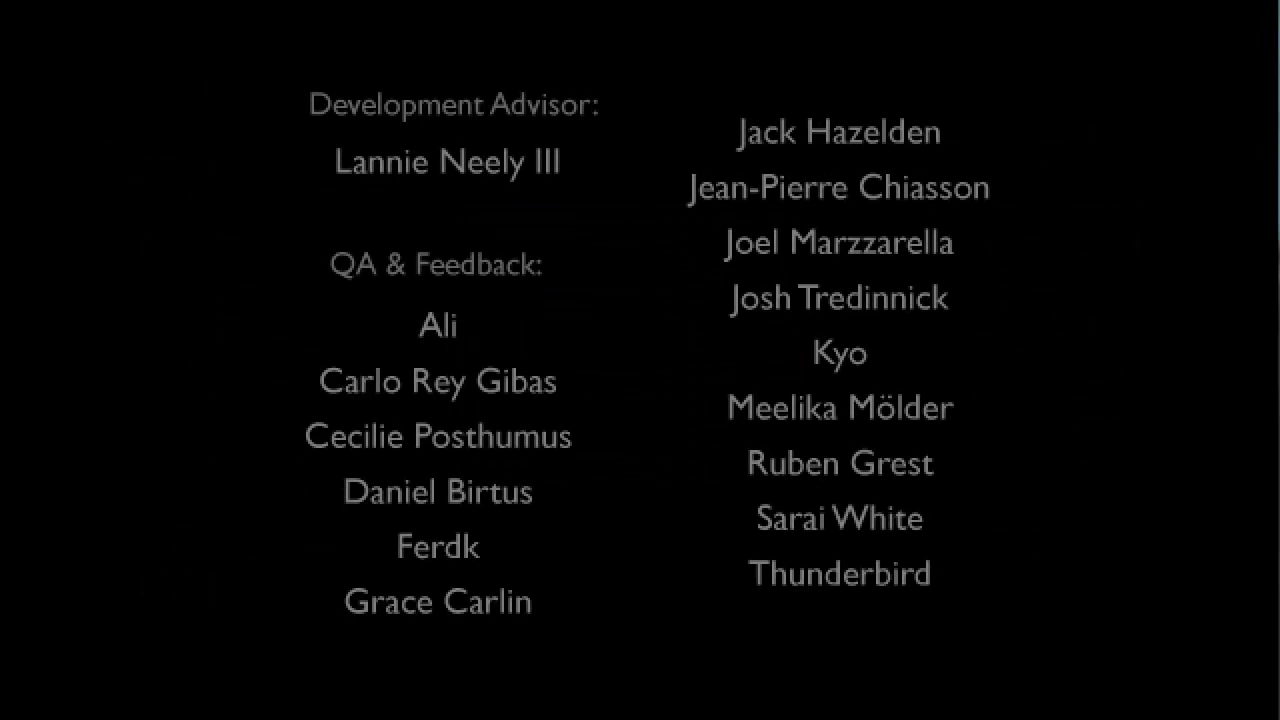 Development Advisor:
Lannie Neely III
QA & Feedback:
Ali
Carlo Rey Gibas
Cecilie Posthumus
Daniel Birtus
Ferdk
Grace Carlin
Jack Hazelden
Jean-Pierre Chiasson
Joel Marzzarella
Josh Tredinnick
Kyo
Meelika Mölder
Ruben Grest
Sarai White
Thunderbird